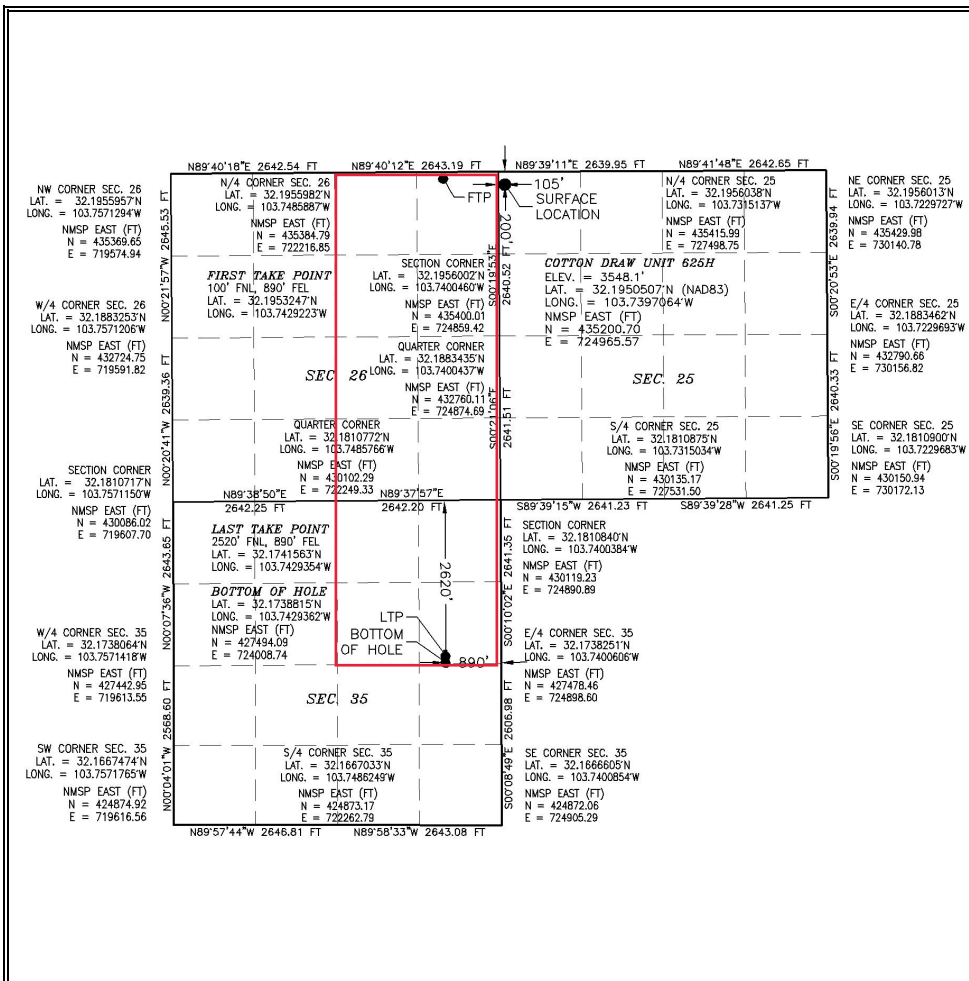 N89°40'18"E 2642.54 FT
N89°40'12"E 2643.19 FT
N89°39'11"E 2639.95 FT
N89°41'48"E 2642.65 FT
NW CORNER SEC. 26
LAT. = 32.1955957'N
LONG. = 103.7571294'W
NMSP EAST (FT)
N = 435369.65
E = 719574.94
N00°21'57"W 2645.53 FT
N/4 CORNER SEC. 26
LAT. = 32.1955982'N
LONG. = 103.7485887'W
NMSP EAST (FT)
N = 435384.79
E = 722216.85
FTP
105'
SURFACE
LOCATION
200'
N/4 CORNER SEC. 25
LAT. = 32.1956038'N
LONG. = 103.7315137'W
NMSP EAST (FT)
N = 435415.99
E = 727498.75
NE CORNER SEC. 25
LAT. = 32.1956013'N
LONG. = 103.7229727'W
NMSP EAST (FT)
N = 435429.98
E = 730140.78
S00°20'53"E 2639.94 FT
FIRST TAKE POINT
100' FNL, 890' FEL
LAT. = 32.1953247'N
LONG. = 103.7429223'W
SECTION CORNER
LAT. = 32.1956002'N
LONG. = 103.7400460'W
NMSP EAST (FT)
N = 435400.01
E = 724859.42
S00°19'53"E
2640.52 FT
COTTON DRAW UNIT 625H
ELEV. = 3548.1'
LAT. = 32.1950507'N (NAD83)
LONG. = 103.7397064'W
NMSP EAST (FT)
N = 435200.70
E = 724965.57
W/4 CORNER SEC. 26
LAT. = 32.1883253'N
LONG. = 103.7571206'W
NMSP EAST (FT)
N = 432724.75
E = 719591.82
E/4 CORNER SEC. 25
LAT. = 32.1883462'N
LONG. = 103.7229693'W
NMSP EAST (FT)
N = 432790.66
E = 730156.82
QUARTER CORNER
LAT. = 32.1883435'N
LONG. = 103.7400437'W
NMSP EAST (FT)
N = 432760.11
E = 724874.69
SEC. 26
SEC. 25
N00°20'41"W 2639.36 FT
S00°21'06"E
2641.51 FT
S00°19'56"E 2640.33 FT
QUARTER CORNER
LAT. = 32.1810772'N
LONG. = 103.7485766'W
NMSP EAST (FT)
N = 430102.29
E = 722249.33
S/4 CORNER SEC. 25
LAT. = 32.1810875'N
LONG. = 103.7315034'W
NMSP EAST (FT)
N = 430135.17
E = 727531.50
SE CORNER SEC. 25
LAT. = 32.1810900'N
LONG. = 103.7229683'W
NMSP EAST (FT)
N = 430150.94
E = 730172.13
SECTION CORNER
LAT. = 32.1810717'N
LONG. = 103.7571150'W
NMSP EAST (FT)
N = 430086.02
E = 719607.70
N89°38'50"E
2642.25 FT
N89°37'57"E
2642.20 FT
S89°39'15"W 2641.23 FT
S89°39'28"W 2641.25 FT
N00°07'36"W 2643.65 FT
LAST TAKE POINT
2520' FNL, 890' FEL
LAT. = 32.1741563'N
LONG. = 103.7429354'W
BOTTOM OF HOLE
LAT. = 32.1738815'N
LONG. = 103.7429362'W
NMSP EAST (FT)
N = 427494.09
E = 724008.74
2620'
LTP
BOTTOM
OF HOLE
890'
S00°10'02"E 2641.35 FT
SECTION CORNER
LAT. = 32.1810840'N
LONG. = 103.7400384'W
NMSP EAST (FT)
N = 430119.23
E = 724890.89
W/4 CORNER SEC. 35
LAT. = 32.1738064'N
LONG. = 103.7571418'W
NMSP EAST (FT)
N = 427442.95
E = 719613.55
E/4 CORNER SEC. 35
LAT. = 32.1738251'N
LONG. = 103.7400606'W
NMSP EAST (FT)
N = 427478.46
E = 724898.60
SEC. 35
N00°04'01"W 2568.60 FT
S00°08'49"E 2606.98 FT
SW CORNER SEC. 35
LAT. = 32.1667474'N
LONG. = 103.7571765'W
NMSP EAST (FT)
N = 424874.92
E = 719616.56
S/4 CORNER SEC. 35
LAT. = 32.1667033'N
LONG. = 103.7486249'W
NMSP EAST (FT)
N = 424873.17
E = 722262.79
SE CORNER SEC. 35
LAT. = 32.1666605'N
LONG. = 103.7400854'W
NMSP EAST (FT)
N = 424872.06
E = 724905.29
N89°57'44"W 2646.81 FT
N89°58'33"W 2643.08 FT